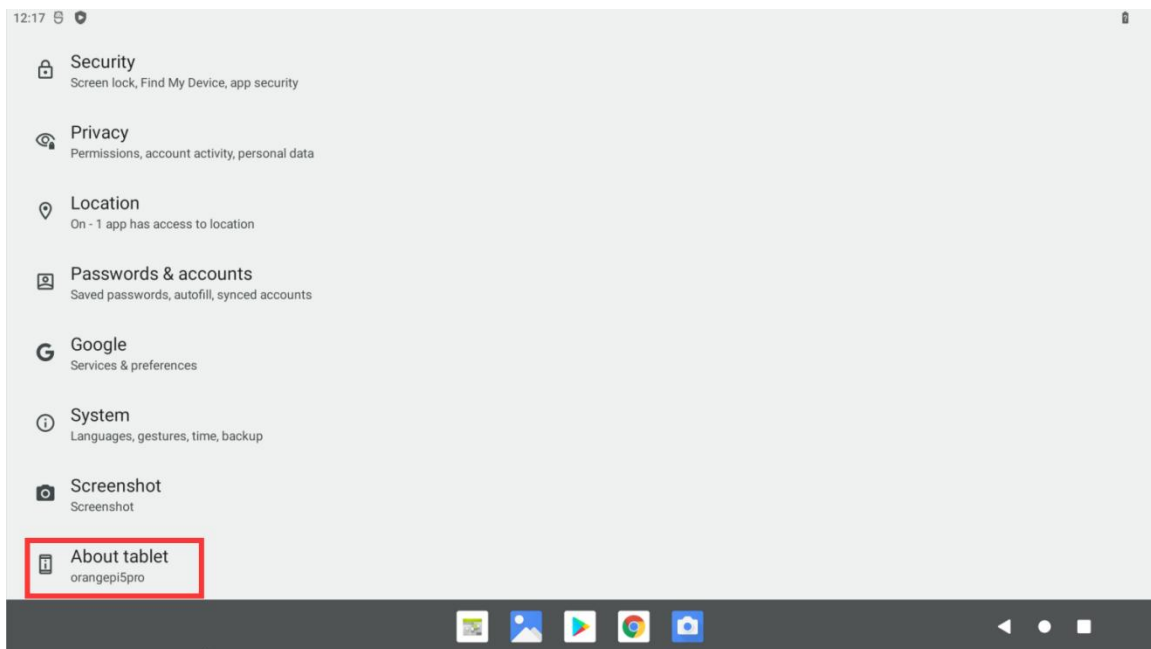 12:17
Security
Screen lock, Find My Device, app security
Privacy
Permissions, account activity, personal data
Location
On - 1 app has access to location
Passwords & accounts
Saved passwords, autofill, synced accounts
Google
Services & preferences
System
Languages, gestures, time, backup
Screenshot
Screenshot
About tablet
orangepi5pro